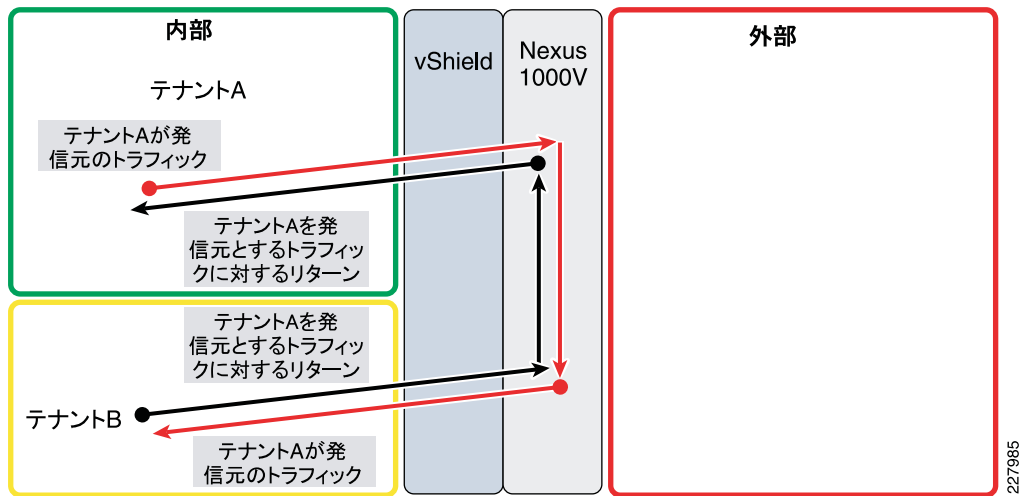 内部
vShield
Nexus
1000V
外部
テナントA
テナントAが発
信元のトラフィック
テナントAを発
信元とするトラフィッ
クに対するリターン
テナントAを発
信元とするトラフィッ
クに対するリターン
テナントB
テナントAが発
信元のトラフィック
227985